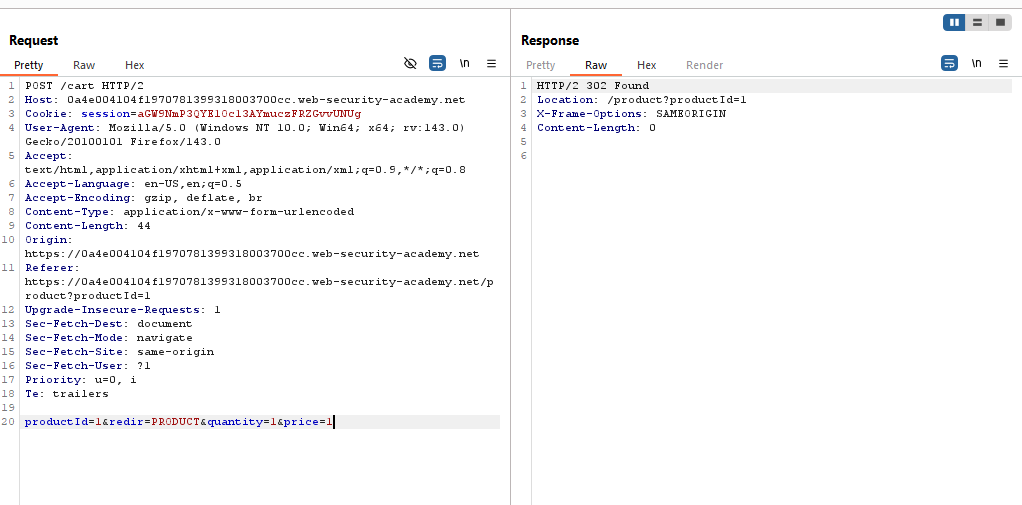 Request
Pretty Raw Hex
\n
1 POST /cart HTTP/2
2 Host: 0a4e004104f1970781399318003700cc.web-security-academy.net
3 Cookie: session=aGW9NmP3QYE1Ocl3AYmuczFRZGvvUNUg
4 User-Agent: Mozilla/5.0 (Windows NT 10.0; Win64; x64; rv:143.0)
Gecko/20100101 Firefox/143.0
5 Accept:
text/html,application/xhtml+xml,application/xml;q=0.9,*/*;q=0.8
6 Accept-Language: en-US,en;q=0.5
7 Accept-Encoding: gzip, deflate, br
8 Content-Type: application/x-www-form-urlencoded
9 Content-Length: 44
10 Origin:
https://0a4e004104f1970781399318003700cc.web-security-academy.net
11 Referer:
https://0a4e004104f1970781399318003700cc.web-security-academy.net/p
roduct?productId=1
12 Upgrade-Insecure-Requests: 1
13 Sec-Fetch-Dest: document
14 Sec-Fetch-Mode: navigate
15 Sec-Fetch-Site: same-origin
16 Sec-Fetch-User: ?1
17 Priority: u=0, i
18 Te: trailers
19
20 productId=1&redir=PRODUCT&quantity=1&price=1
Response
Pretty Raw Hex Render
\n
1 HTTP/2 302 Found
2 Location: /product?productId=1
3 X-Frame-Options: SAMEORIGIN
4 Content-Length: 0
5
6